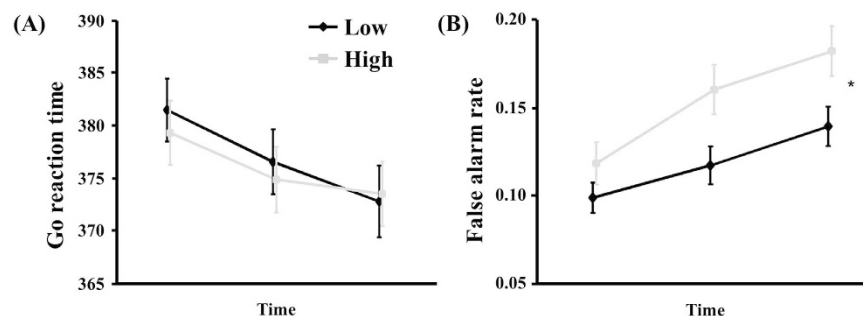 (A)
Go reaction time
390
385
380
375
370
365
Low
High
Time
(B)
False alarm rate
0.20
0.15
0.10
0.05
*
Time